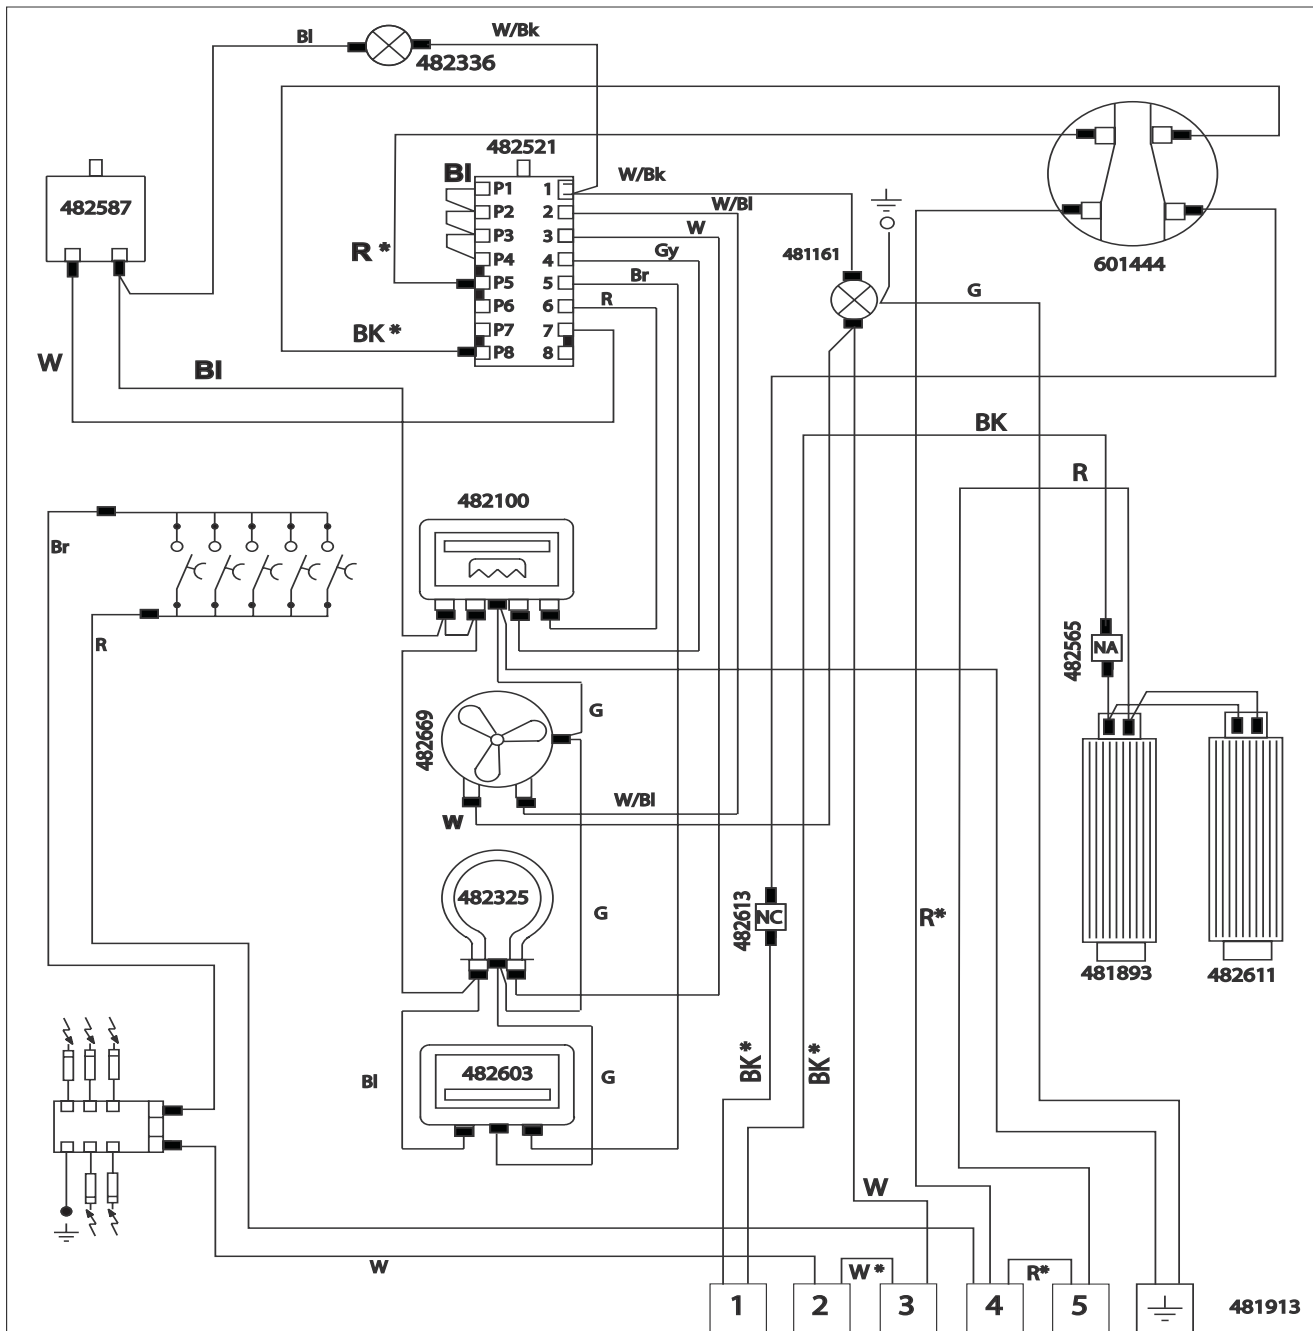 Bl
W/Bk
482336
482521
Bl
P1 1
P2 2
P3 3
P4 4
P5 5
P6 6
P7 7
P8 8
W/Bk
W/Bl
W
Gy
Br
R
482587
R *
BK *
W
Bl
481161
601444
G
BK
R
482100
Br
R
482565
NA
482669
G
W/Bl
W
482325
G
482613
NC
R*
481893
482611
482603
Bl
G
BK *
BK *
W
W
W *
R*
1
2
3
4
5
481913